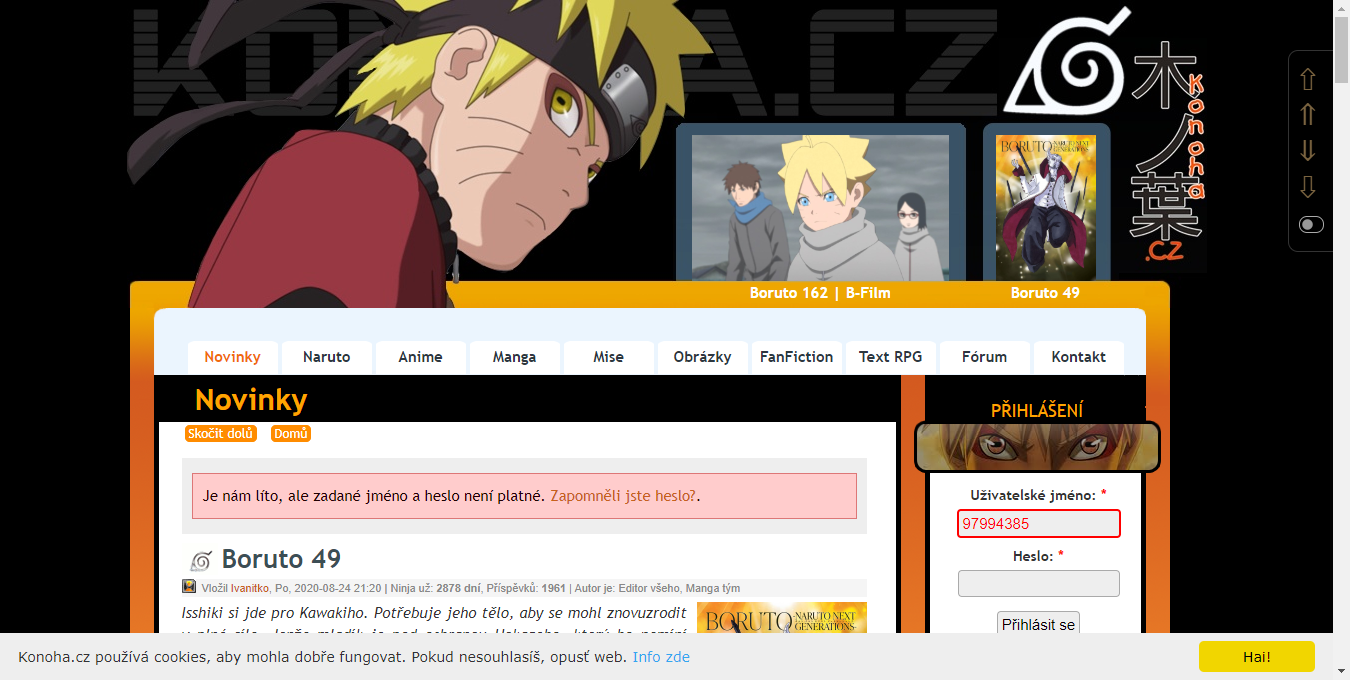 KONOHA.CZ
木ノ葉
Konoha
.CZ
BORUTO NARUTO NEXT GENERATIONS
Boruto 162 | B-Film
Boruto 49
Novinky
Naruto
Anime
Manga
Mise
Obrázky
FanFiction
Text RPG
Fórum
Kontakt
Novinky
Skočit dolů
Domů
Je nám líto, ale zadané jméno a heslo není platné. Zapomněli jste heslo?.
Boruto 49
Vložil Ivanitko, Po, 2020-08-24 21:20 | Ninja už: 2878 dní, Příspěvků: 1961 | Autor je: Editor všeho, Manga tým
Isshiki si jde pro Kawakiho. Potřebuje jeho tělo, aby se mohl znovuzrodit
BORUTO NARUTO NEXT GENERATIONS
PŘIHLÁŠENÍ
Uživatelské jméno: *
97994385
Heslo: *
Přihlásit se
Konoha.cz používá cookies, aby mohla dobře fungovat. Pokud nesouhlasíš, opusť web. Info zde
Hai!